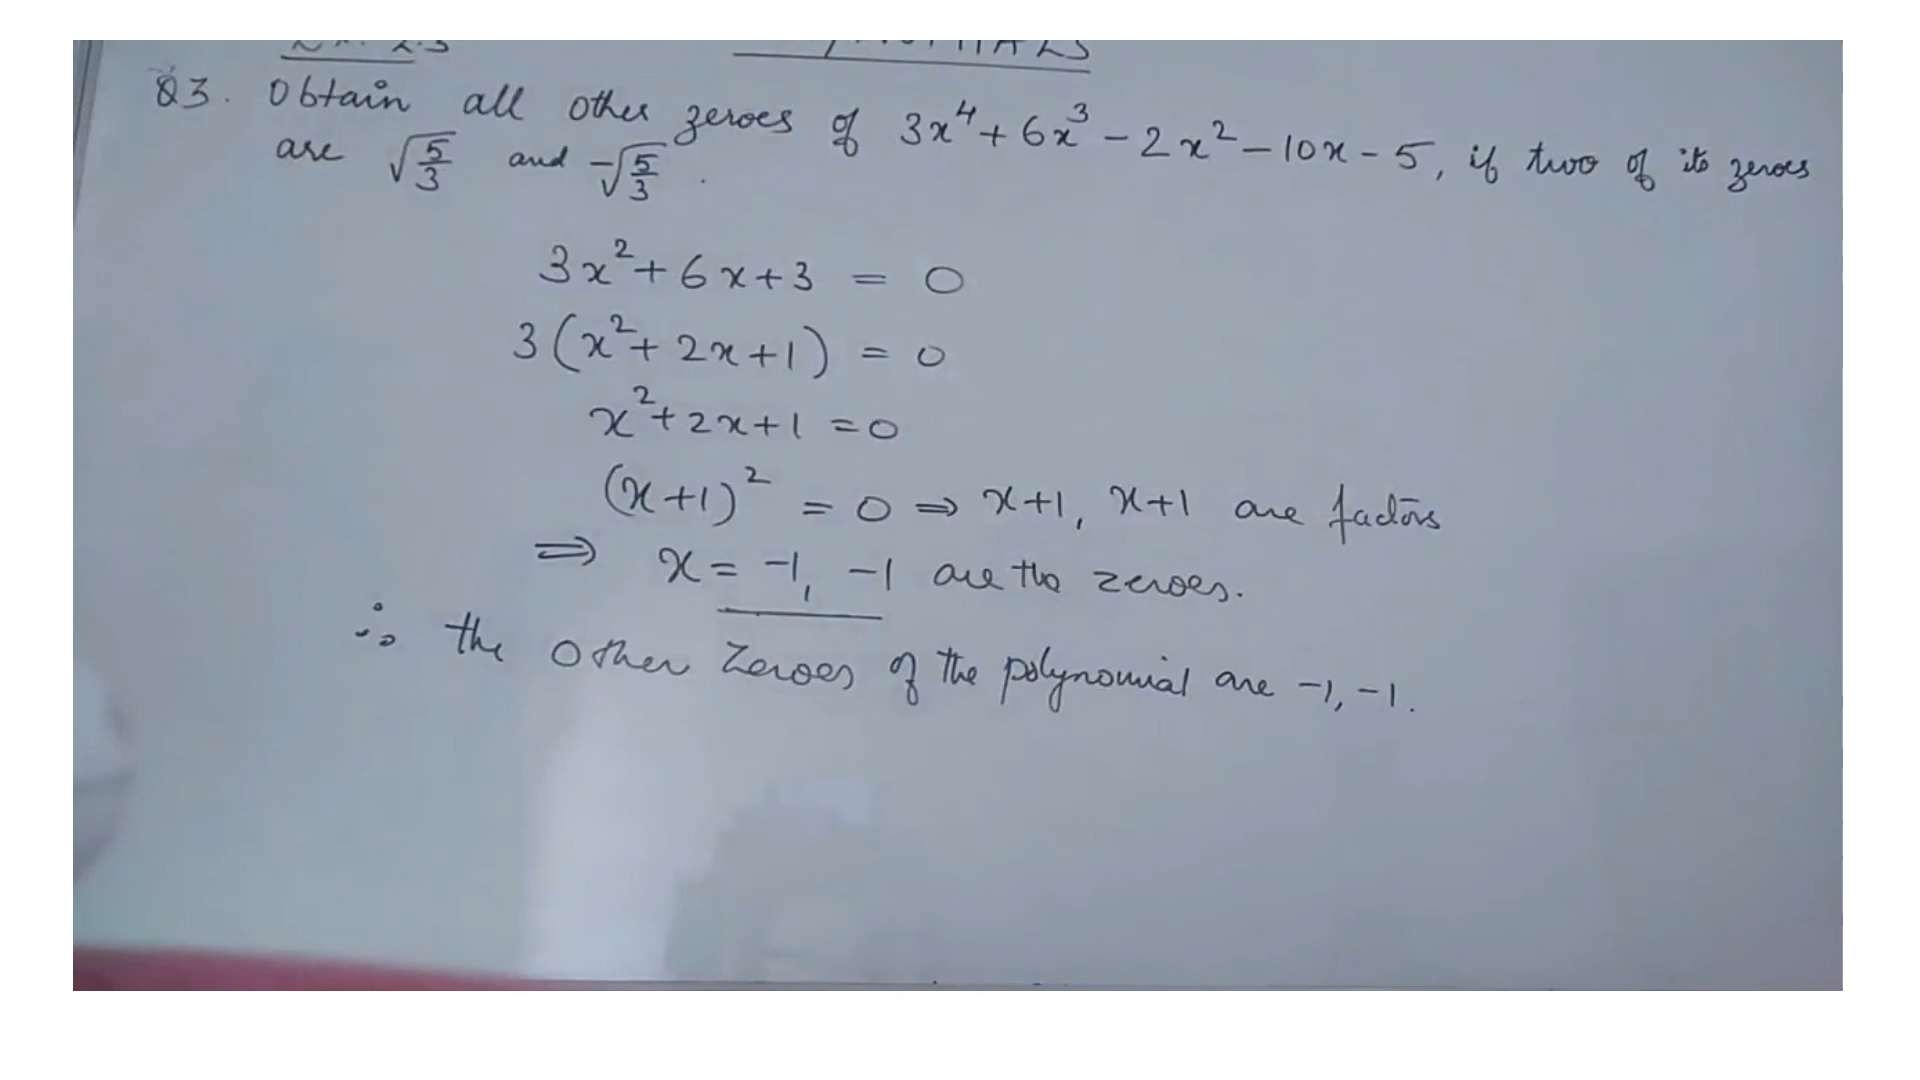 Q3. Obtain all other zeroes of 3x⁴ + 6x³ - 2x² - 10x - 5, if two of its zeroes
are √(5/3) and -√(5/3).
3x² + 6x + 3 = 0
3(x² + 2x + 1) = 0
x² + 2x + 1 = 0
(x+1)² = 0 ⇒ x+1, x+1 are factors
⇒ x = -1, -1 are the zeroes.
∴ the other zeroes of the polynomial are -1, -1.